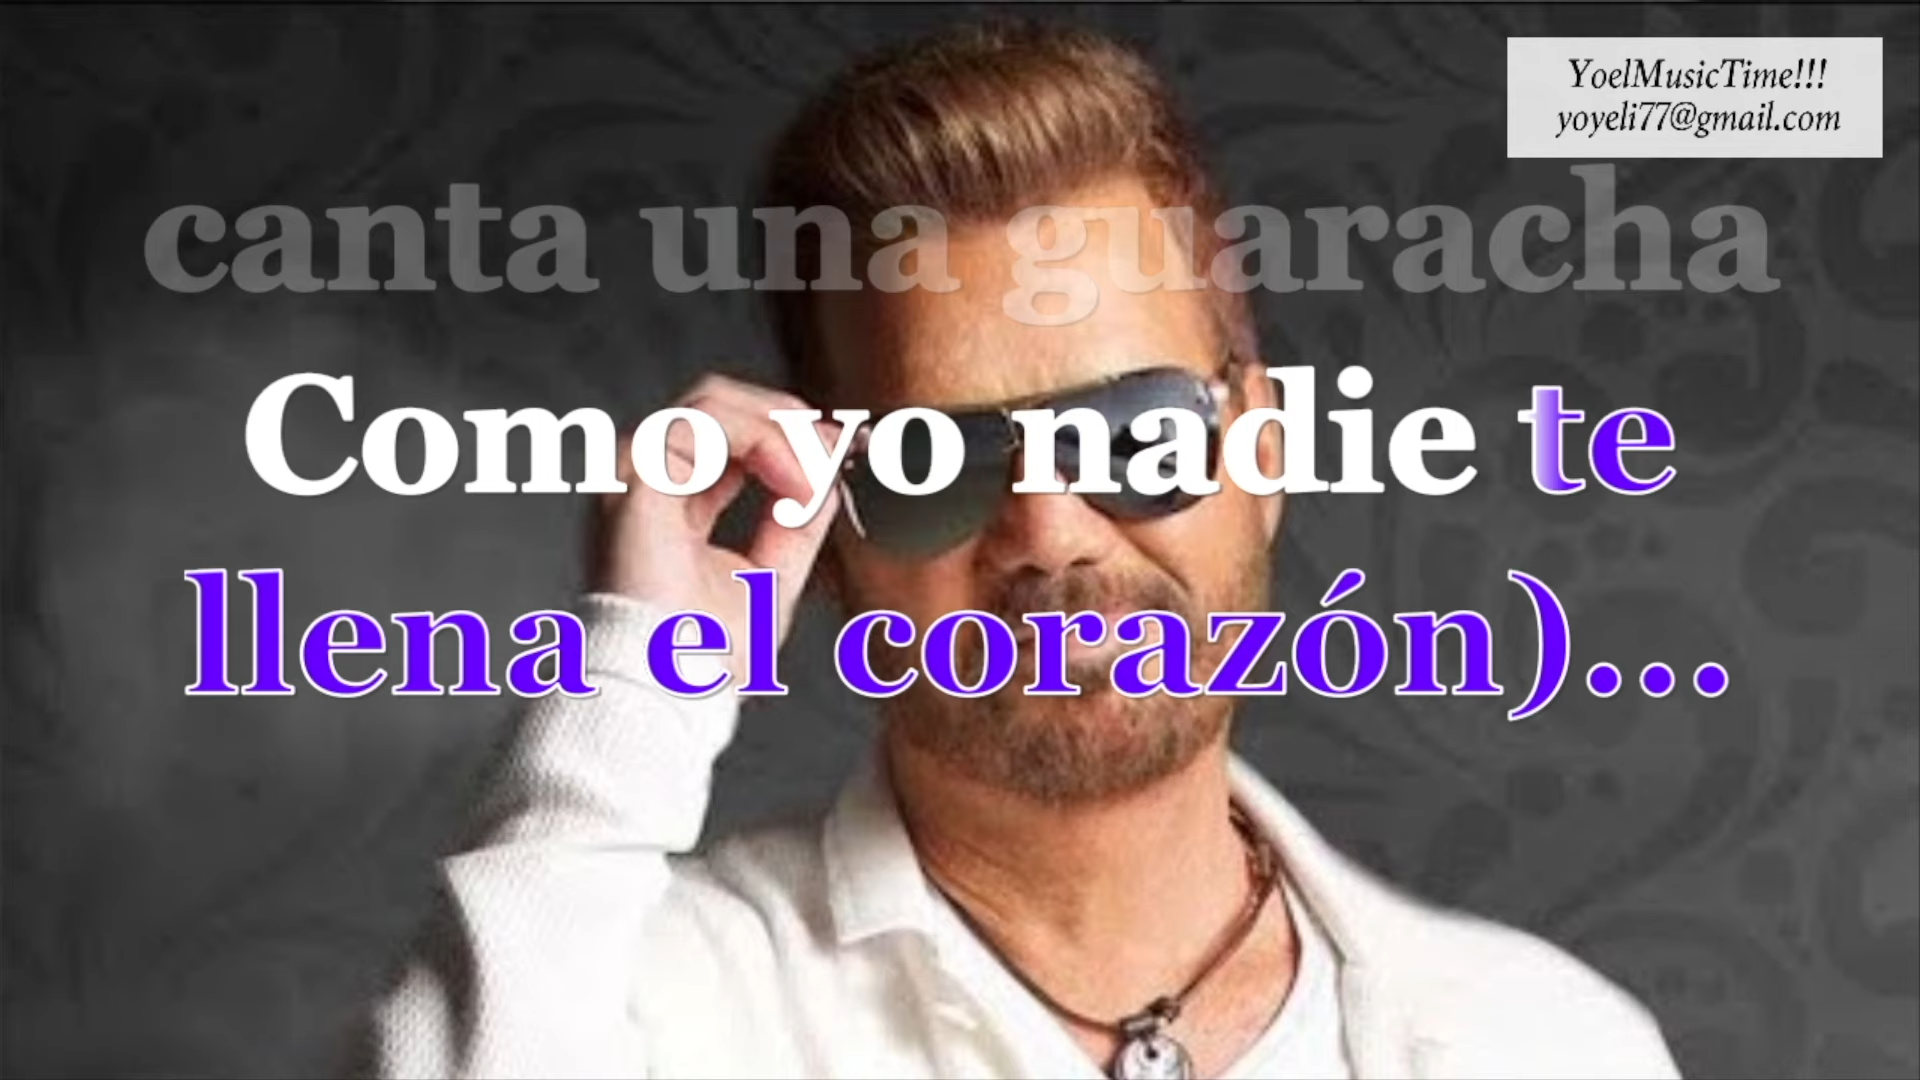 YoelMusicTime!!!
yoyeli77@gmail.com
canta una guaracha
Como yo nadie te
llena el corazón)...